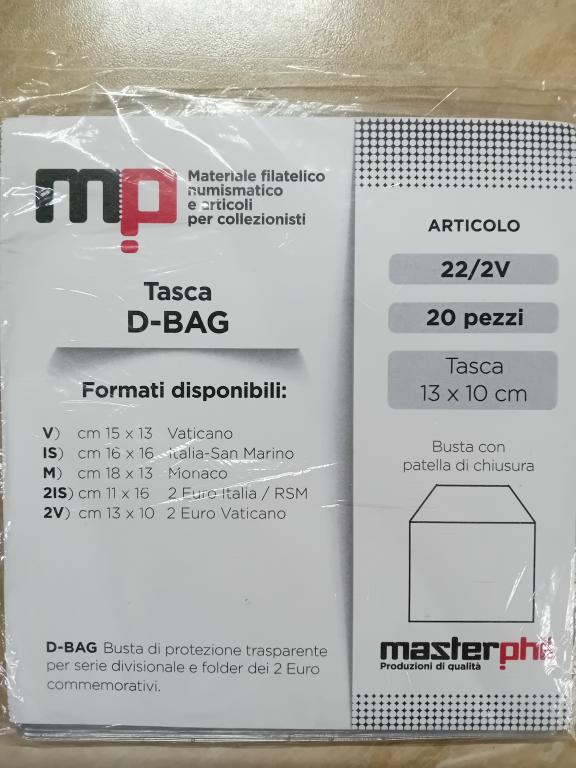 mp
Materiale filatelico
numismatico
e articoli
per collezionisti
Tasca
D-BAG
Formati disponibili:
V) cm 15 x 13 Vaticano
IS) cm 16 x 16 Italia-San Marino
M) cm 18 x 13 Monaco
2IS) cm 11 x 16 2 Euro Italia / RSM
2V) cm 13 x 10 2 Euro Vaticano
D-BAG Busta di protezione trasparente
per serie divisionale e folder dei 2 Euro
commemorativi.
ARTICOLO
22/2V
20 pezzi
Tasca
13 x 10 cm
Busta con
patella di chiusura
masterphil
Produzioni di qualità